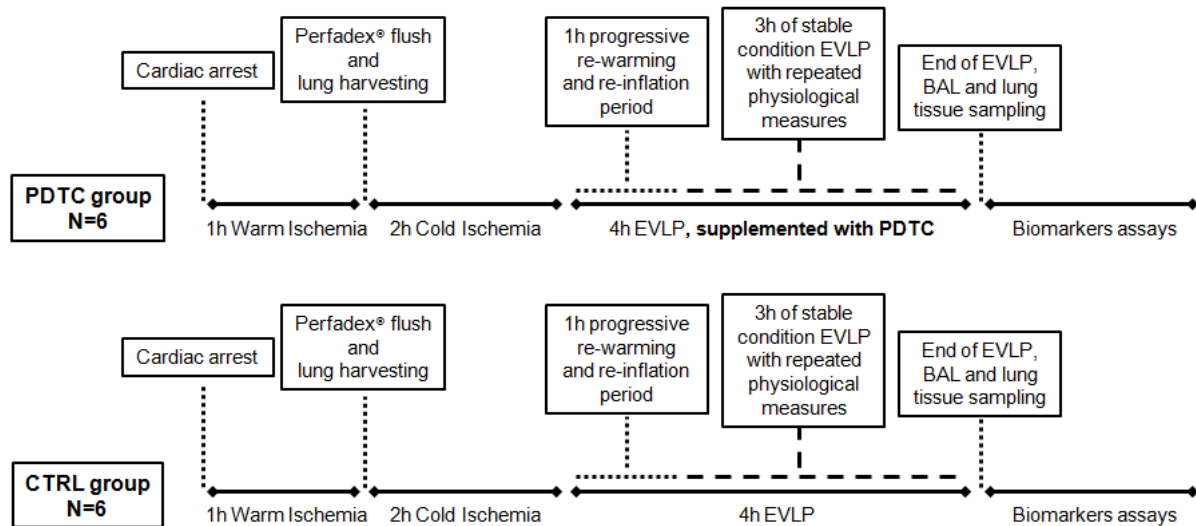 Cardiac arrest
Perfadex® flush
and
lung harvesting
1h progressive
re-warming
and re-inflation
period
3h of stable
condition EVLP
with repeated
physiological
measures
End of EVLP,
BAL and lung
tissue sampling
PDTC group
N=6
1h Warm Ischemia
2h Cold Ischemia
4h EVLP, supplemented with PDTC
Biomarkers assays
Cardiac arrest
Perfadex® flush
and
lung harvesting
1h progressive
re-warming
and re-inflation
period
3h of stable
condition EVLP
with repeated
physiological
measures
End of EVLP,
BAL and lung
tissue sampling
CTRL group
N=6
1h Warm Ischemia
2h Cold Ischemia
4h EVLP
Biomarkers assays